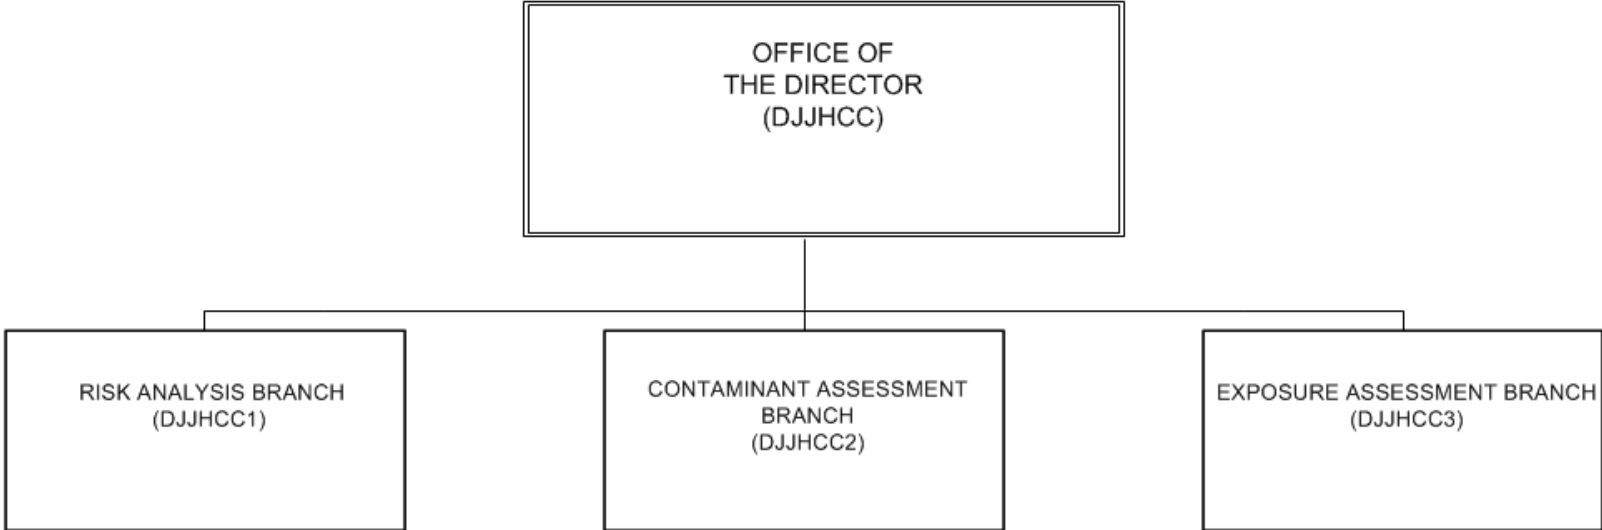 OFFICE OF
THE DIRECTOR
(DJJHCC)
RISK ANALYSIS BRANCH
(DJJHCC1)
CONTAMINANT ASSESSMENT
BRANCH
(DJJHCC2)
EXPOSURE ASSESSMENT BRANCH
(DJJHCC3)